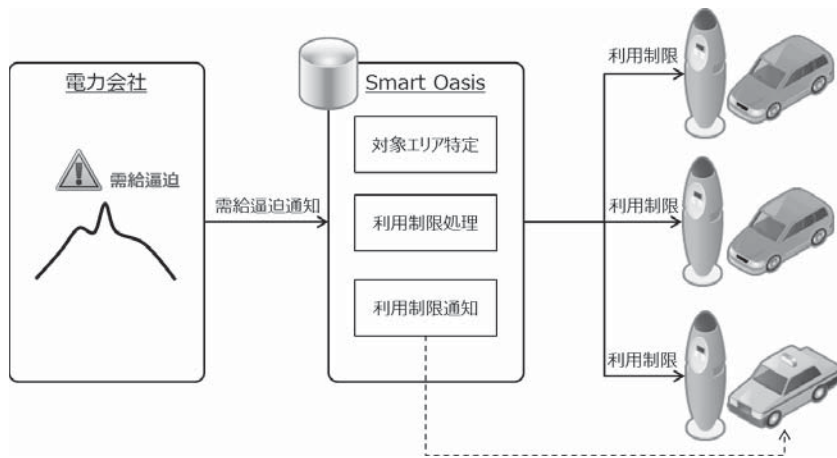 電力会社
需給逼迫
需給逼迫通知
Smart Oasis
対象エリア特定
利用制限処理
利用制限通知
利用制限
利用制限
利用制限